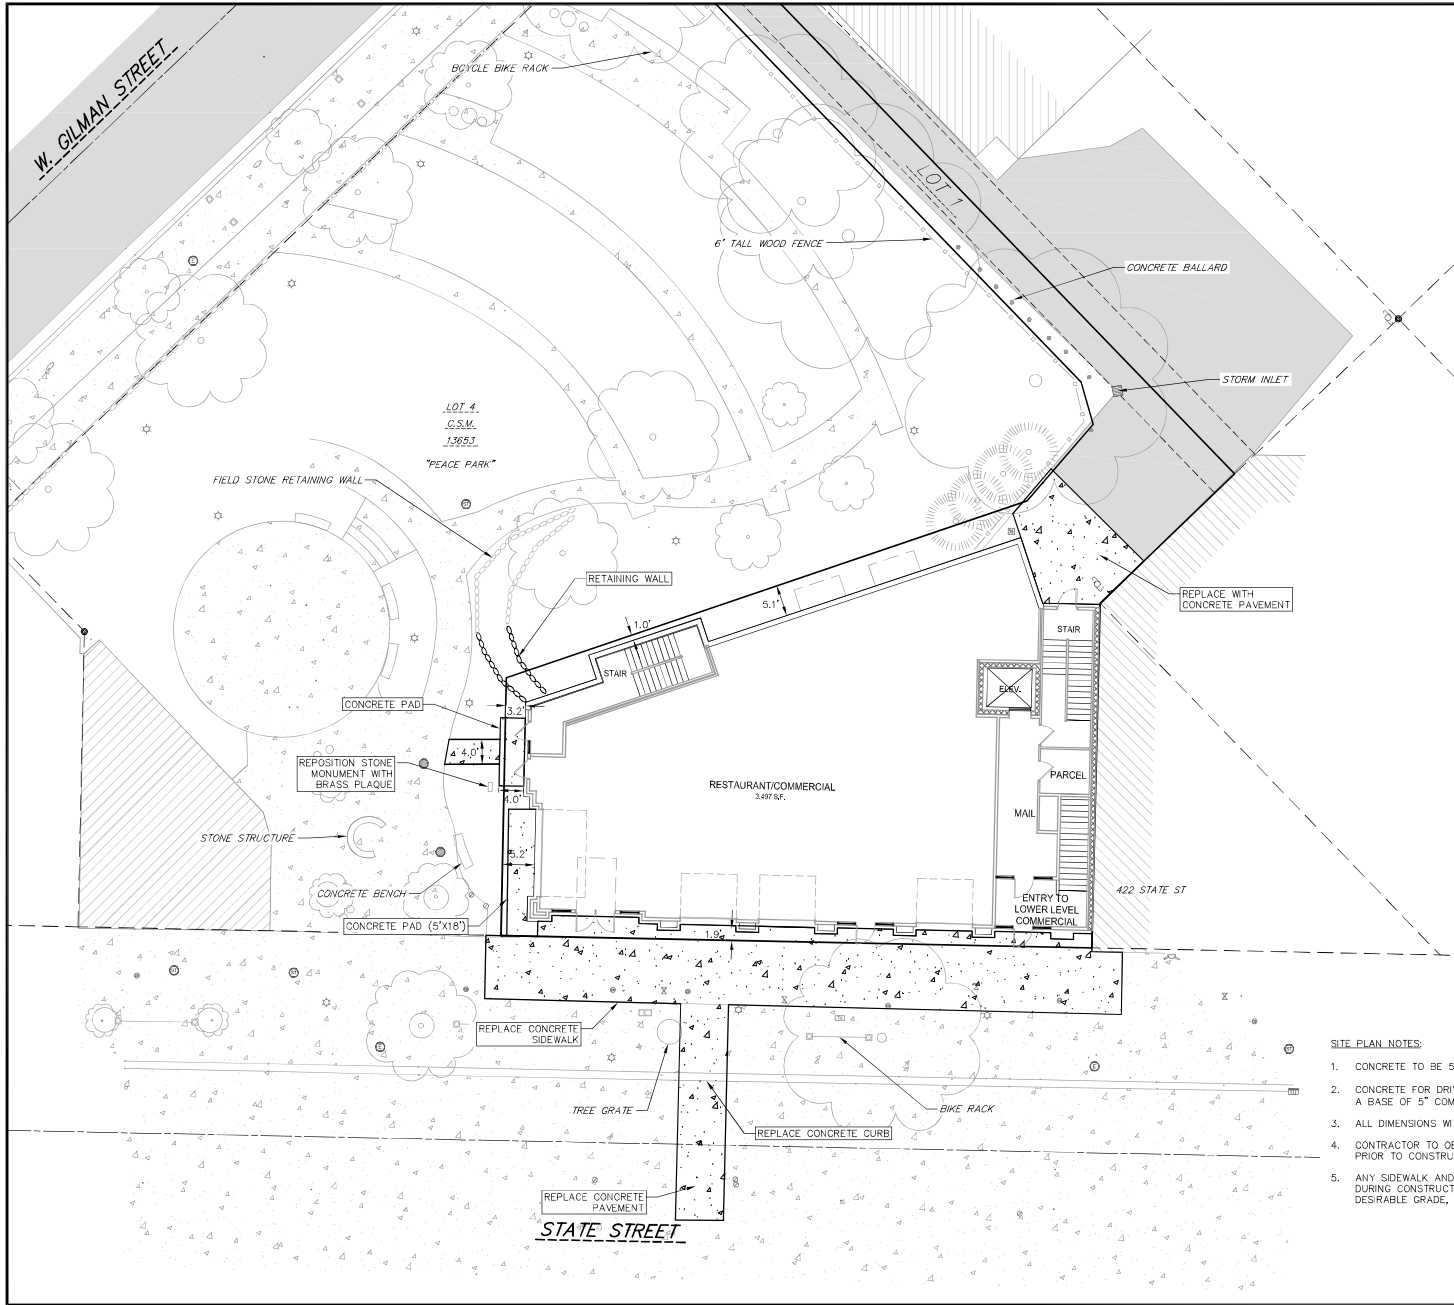 W. GILMAN STREET
BCYCLE BIKE RACK
LOT 1
6' TALL WOOD FENCE
CONCRETE BALLARD
STORM INLET
LOT 4
C.S.M.
13653
"PEACE PARK"
FIELD STONE RETAINING WALL
RETAINING WALL
5.1'
1.0'
REPLACE WITH
CONCRETE PAVEMENT
STAIR
STAIR
ELEV.
CONCRETE PAD
3.2'
4.0'
REPOSITION STONE
MONUMENT WITH
BRASS PLAQUE
4.0'
RESTAURANT/COMMERCIAL
3,497 S.F.
PARCEL
MAIL
STONE STRUCTURE
5.2'
CONCRETE BENCH
422 STATE ST
ENTRY TO
LOWER LEVEL
COMMERCIAL
CONCRETE PAD (5'X18')
1.9'
REPLACE CONCRETE
SIDEWALK
TREE GRATE
BIKE RACK
REPLACE CONCRETE CURB
REPLACE CONCRETE
PAVEMENT
STATE STREET
SITE PLAN NOTES:
1. CONCRETE TO BE 5
2. CONCRETE FOR DRI
A BASE OF 5" COM
3. ALL DIMENSIONS WI
4. CONTRACTOR TO OB
PRIOR TO CONSTRU
5. ANY SIDEWALK AND
DURING CONSTRUCT
DESIRABLE GRADE,